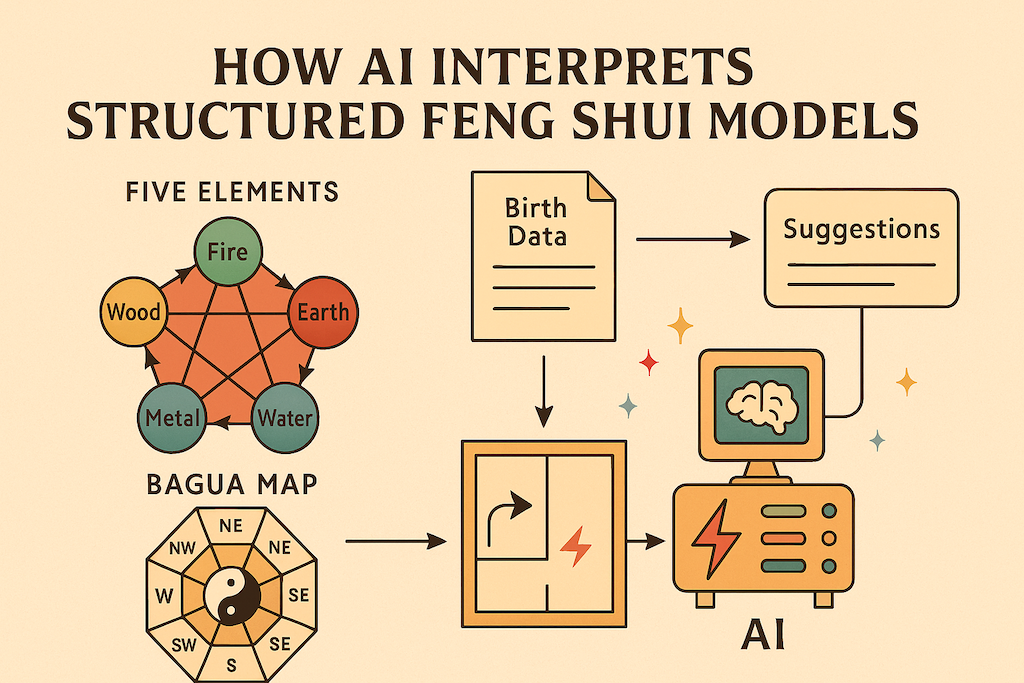 HOW AI INTERPRETS
STRUCTURED FENG SHUI MODELS
FIVE ELEMENTS
Fire
Wood
Earth
Metal
Water
BAGUA MAP
NE
NW
NE
W
SE
SW
SE
S
Birth
Data
Suggestions
AI